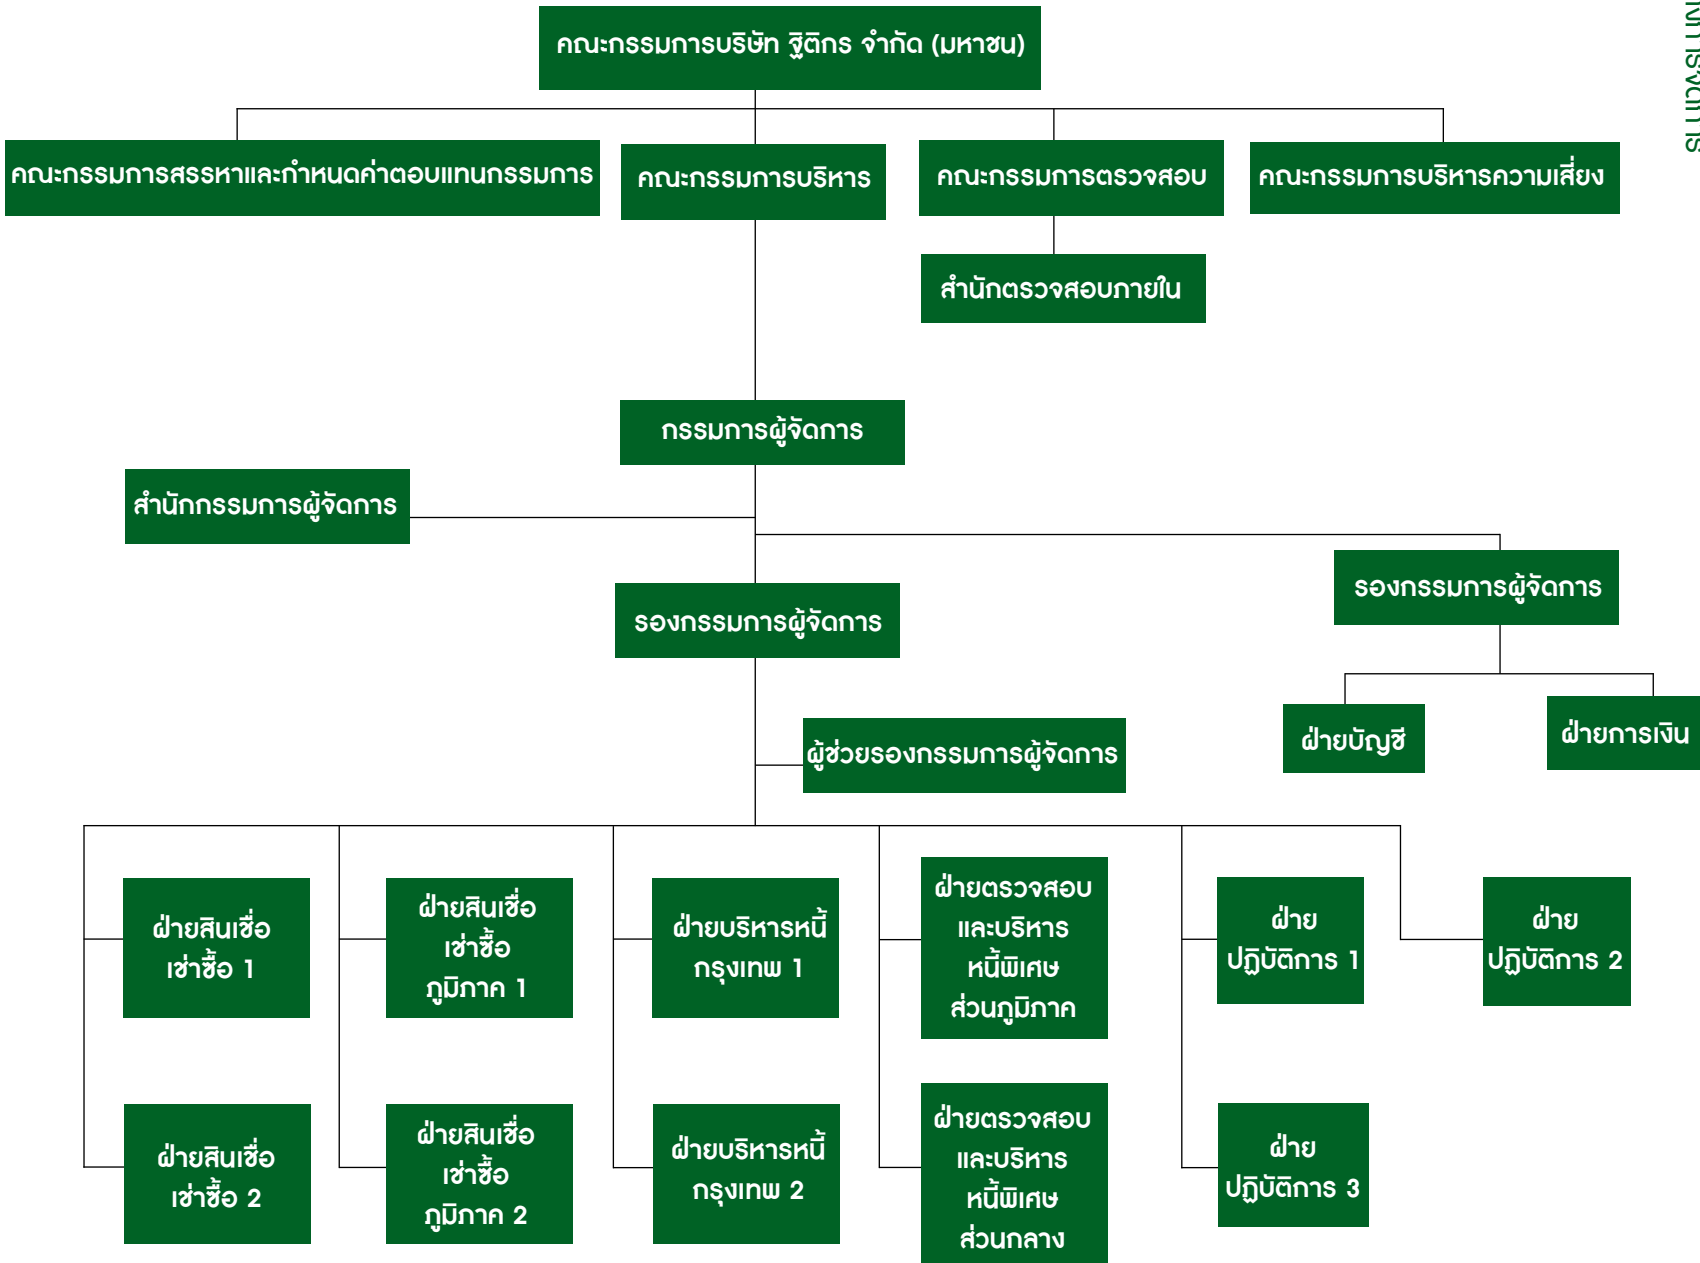 คณะกรรมการบริษัท ฐิติกร จำกัด (มหาชน)
คณะกรรมการสรรหาและกำหนดค่าตอบแทนกรรมการ
คณะกรรมการบริหาร
คณะกรรมการตรวจสอบ
คณะกรรมการบริหารความเสี่ยง
สำนักตรวจสอบภายใน
กรรมการผู้จัดการ
สำนักกรรมการผู้จัดการ
รองกรรมการผู้จัดการ
รองกรรมการผู้จัดการ
ฝ่ายบัญชี
ฝ่ายการเงิน
ผู้ช่วยรองกรรมการผู้จัดการ
ฝ่ายสินเชื่อ
เช่าซื้อ 1
ฝ่ายสินเชื่อ
เช่าซื้อ
ภูมิภาค 1
ฝ่ายบริหารหนี้
กรุงเทพ 1
ฝ่ายตรวจสอบ
และบริหาร
หนี้พิเศษ
ส่วนภูมิภาค
ฝ่าย
ปฏิบัติการ 1
ฝ่าย
ปฏิบัติการ 2
ฝ่ายสินเชื่อ
เช่าซื้อ 2
ฝ่ายสินเชื่อ
เช่าซื้อ
ภูมิภาค 2
ฝ่ายบริหารหนี้
กรุงเทพ 2
ฝ่ายตรวจสอบ
และบริหาร
หนี้พิเศษ
ส่วนกลาง
ฝ่าย
ปฏิบัติการ 3